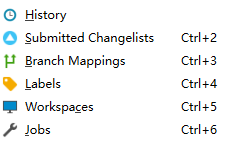 History
Submitted Changelists Ctrl+2
Branch Mappings Ctrl+3
Labels Ctrl+4
Workspaces Ctrl+5
Jobs Ctrl+6